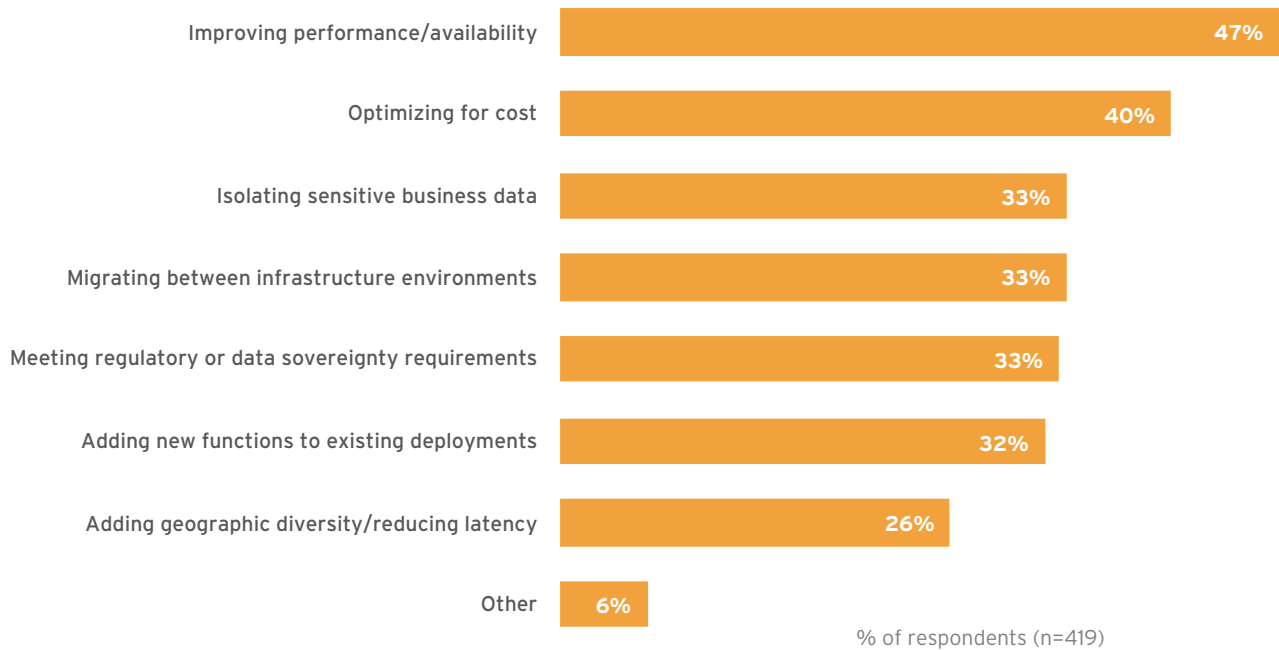 Improving performance/availability 47%
Optimizing for cost 40%
Isolating sensitive business data 33%
Migrating between infrastructure environments 33%
Meeting regulatory or data sovereignty requirements 33%
Adding new functions to existing deployments 32%
Adding geographic diversity/reducing latency 26%
Other 6%
% of respondents (n=419)